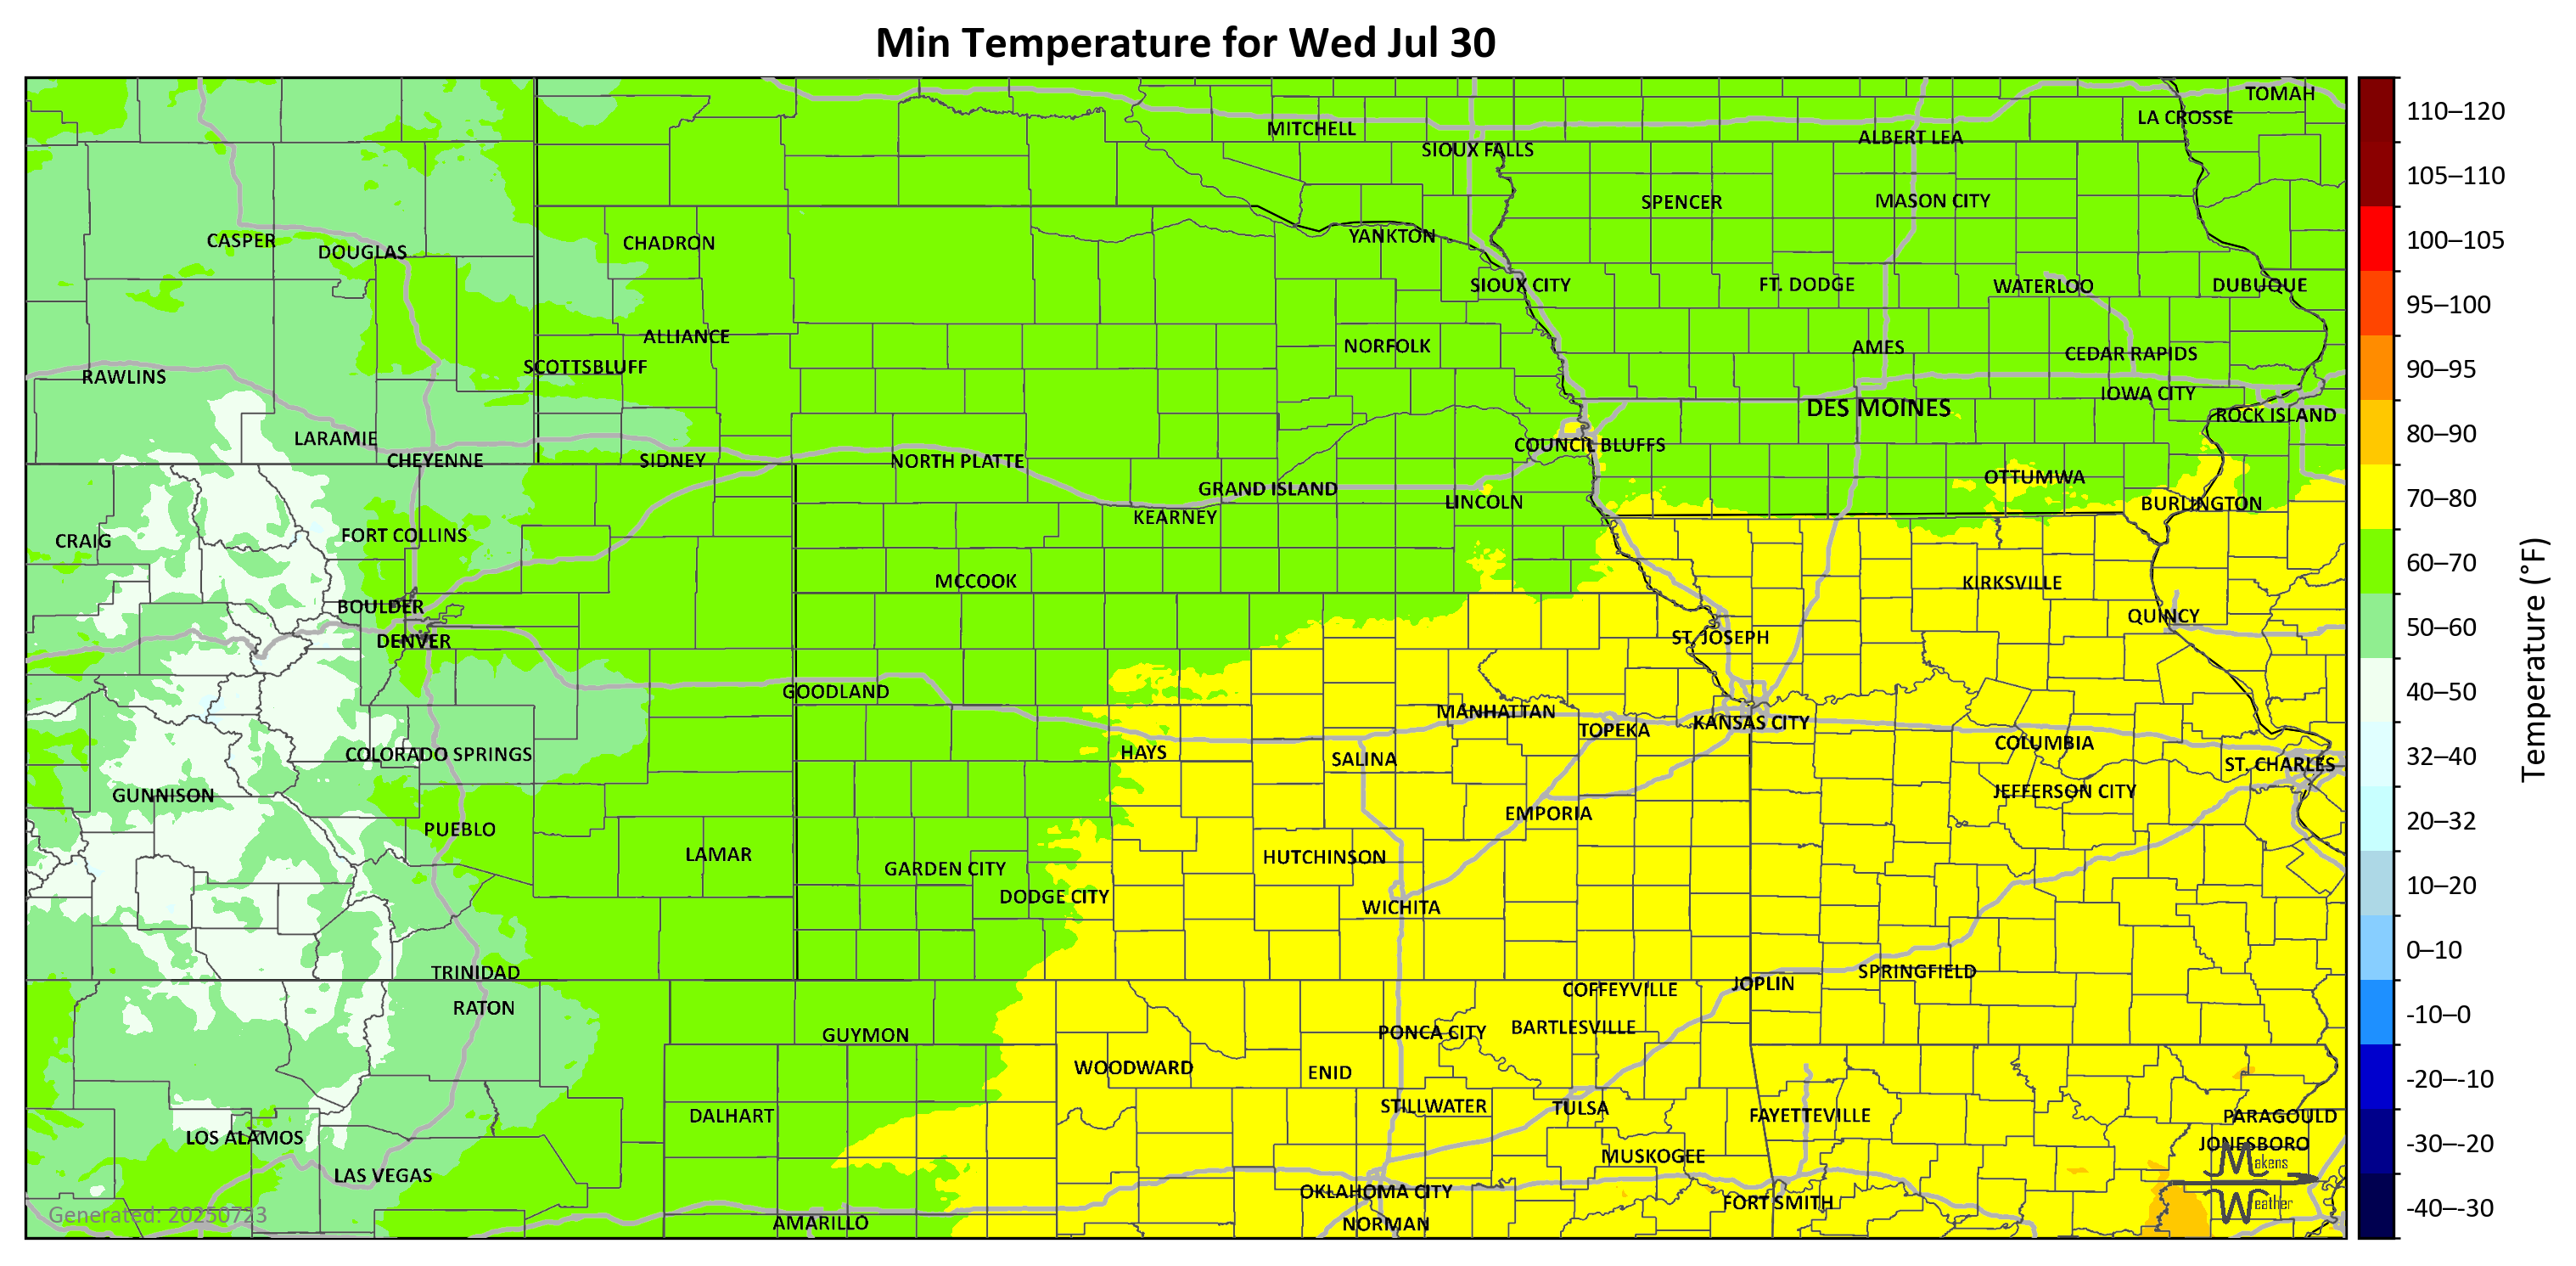 Min Temperature for Wed Jul 30
TOMAH
LA CROSSE
MITCHELL
ALBERT LEA
SIOUX FALLS
SPENCER
MASON CITY
CASPER
DOUGLAS
CHADRON
YANKTON
SIOUX CITY
FT. DODGE
WATERLOO
DUBUQUE
ALLIANCE
NORFOLK
AMES
CEDAR RAPIDS
SCOTTSBLUFF
RAWLINS
IOWA CITY
DES MOINES
ROCK ISLAND
LARAMIE
COUNCIL BLUFFS
CHEYENNE
SIDNEY
NORTH PLATTE
OTTUMWA
GRAND ISLAND
LINCOLN
BURLINGTON
KEARNEY
FORT COLLINS
CRAIG
MCCOOK
KIRKSVILLE
BOULDER
QUINCY
DENVER
ST. JOSEPH
GOODLAND
MANHATTAN
KANSAS CITY
TOPEKA
COLUMBIA
HAYS
COLORADO SPRINGS
SALINA
ST. CHARLES
JEFFERSON CITY
GUNNISON
EMPORIA
PUEBLO
LAMAR
HUTCHINSON
GARDEN CITY
DODGE CITY
WICHITA
TRINIDAD
SPRINGFIELD
JOPLIN
COFFEYVILLE
RATON
BARTLESVILLE
PONCA CITY
GUYMON
WOODWARD
ENID
STILLWATER
TULSA
DALHART
FAYETTEVILLE
PARAGOULD
LOS ALAMOS
JONESBORO
MUSKOGEE
LAS VEGAS
OKLAHOMA CITY
FORT SMITH
AMARILLO
NORMAN
Generated: 20250723
Makens
Weather
110–120
105–110
100–105
95–100
90–95
80–90
70–80
60–70
50–60
40–50
32–40
20–32
10–20
0–10
-10–0
-20–-10
-30–-20
-40–-30
Temperature (°F)